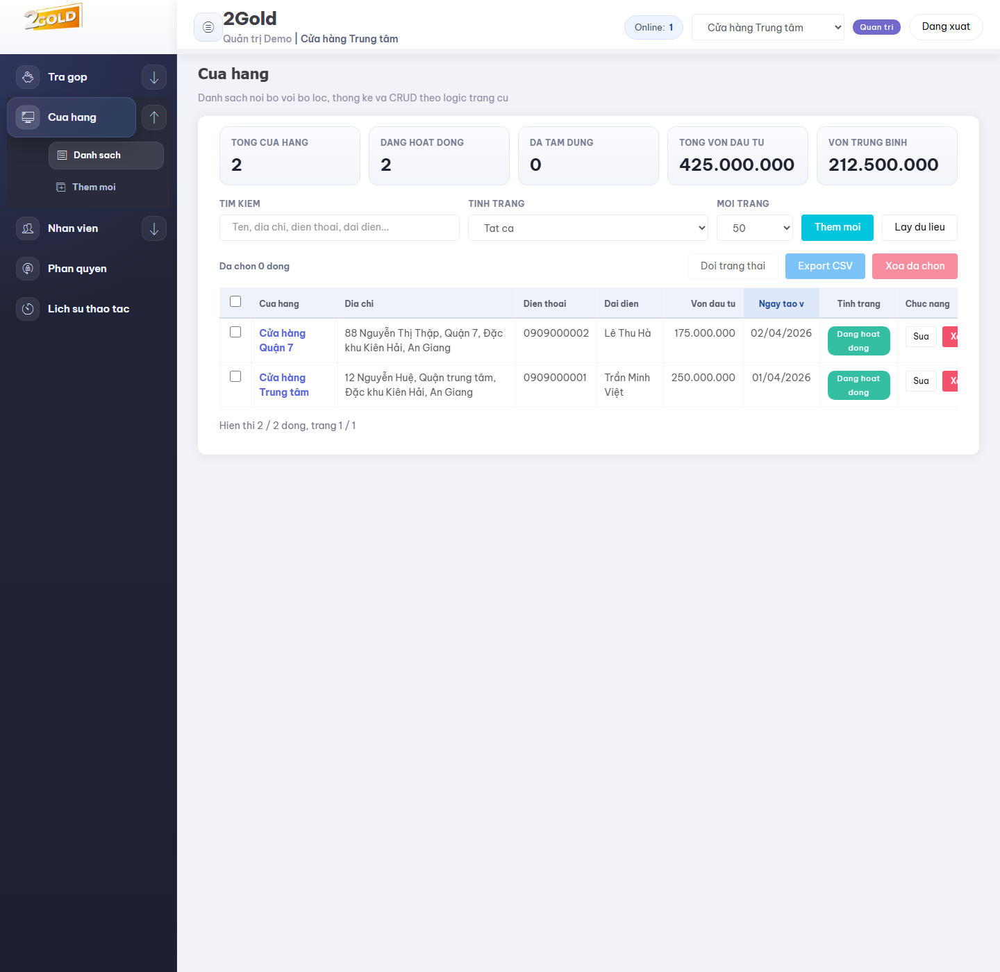 2GOLD
2Gold
Quản trị Demo | Cửa hàng Trung tâm
Online: 1
Cửa hàng Trung tâm
Quan tri
Dang xuat
Tra gop
Cua hang
Danh sach
Them moi
Nhan vien
Phan quyen
Lich su thao tac
Cua hang
Danh sach noi bo voi bo loc, thong ke va CRUD theo logic trang cu
TONG CUA HANG
2
DANG HOAT DONG
2
DA TAM DUNG
0
TONG VON DAU TU
425.000.000
VON TRUNG BINH
212.500.000
TIM KIEM
Ten, dia chi, dien thoai, dai dien...
TINH TRANG
Tat ca
MOI TRANG
50
Them moi
Lay du lieu
Da chon 0 dong
Doi trang thai
Export CSV
Xoa da chon
Cua hang Dia chi Dien thoai Dai dien Von dau tu Ngay tao v Tinh trang Chuc nang
Cửa hàng
Quận 7
88 Nguyễn Thị Thập, Quận 7, Đặc
khu Kiên Hải, An Giang
0909000002
Lê Thu Hà
175.000.000
02/04/2026
Dang hoat
dong
Sua
Cửa hàng
Trung tâm
12 Nguyễn Huệ, Quận trung tâm,
Đặc khu Kiên Hải, An Giang
0909000001
Trần Minh
Việt
250.000.000
01/04/2026
Dang hoat
dong
Sua
Hien thi 2 / 2 dong, trang 1 / 1